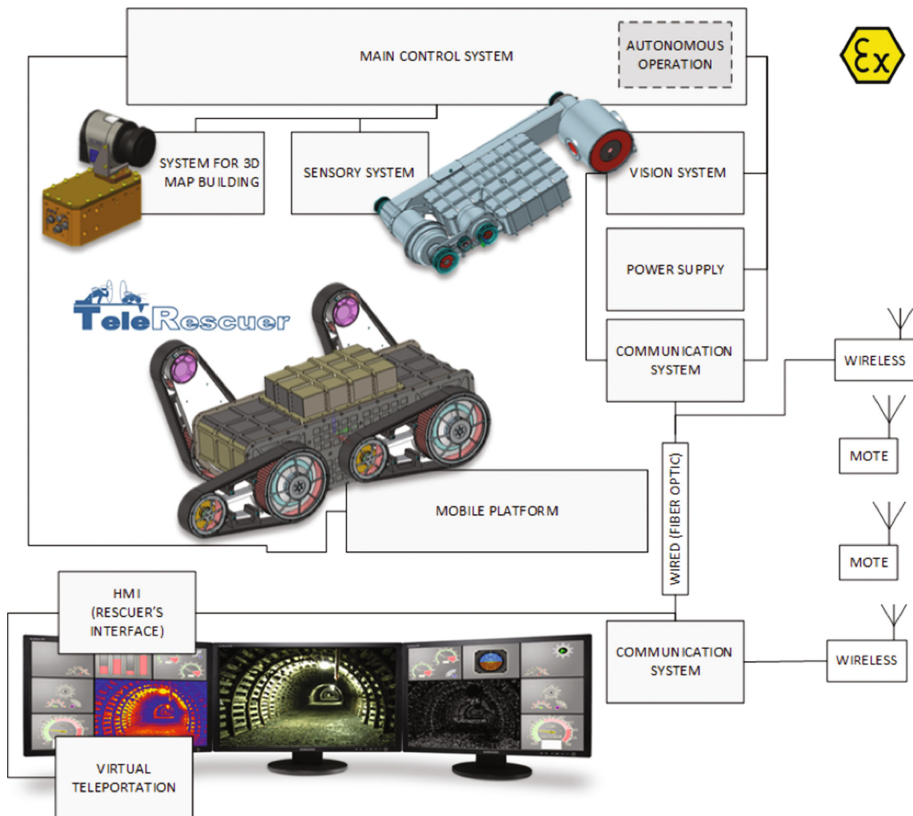 MAIN CONTROL SYSTEM
AUTONOMOUS
OPERATION
Ex
SYSTEM FOR 3D
MAP BUILDING
SENSORY SYSTEM
VISION SYSTEM
POWER SUPPLY
TeleRescuer
COMMUNICATION
SYSTEM
WIRELESS
MOTE
WIRED (FIBER OPTIC)
MOBILE PLATFORM
MOTE
HMI
(RESCUER'S
INTERFACE)
COMMUNICATION
SYSTEM
WIRELESS
VIRTUAL
TELEPORTATION